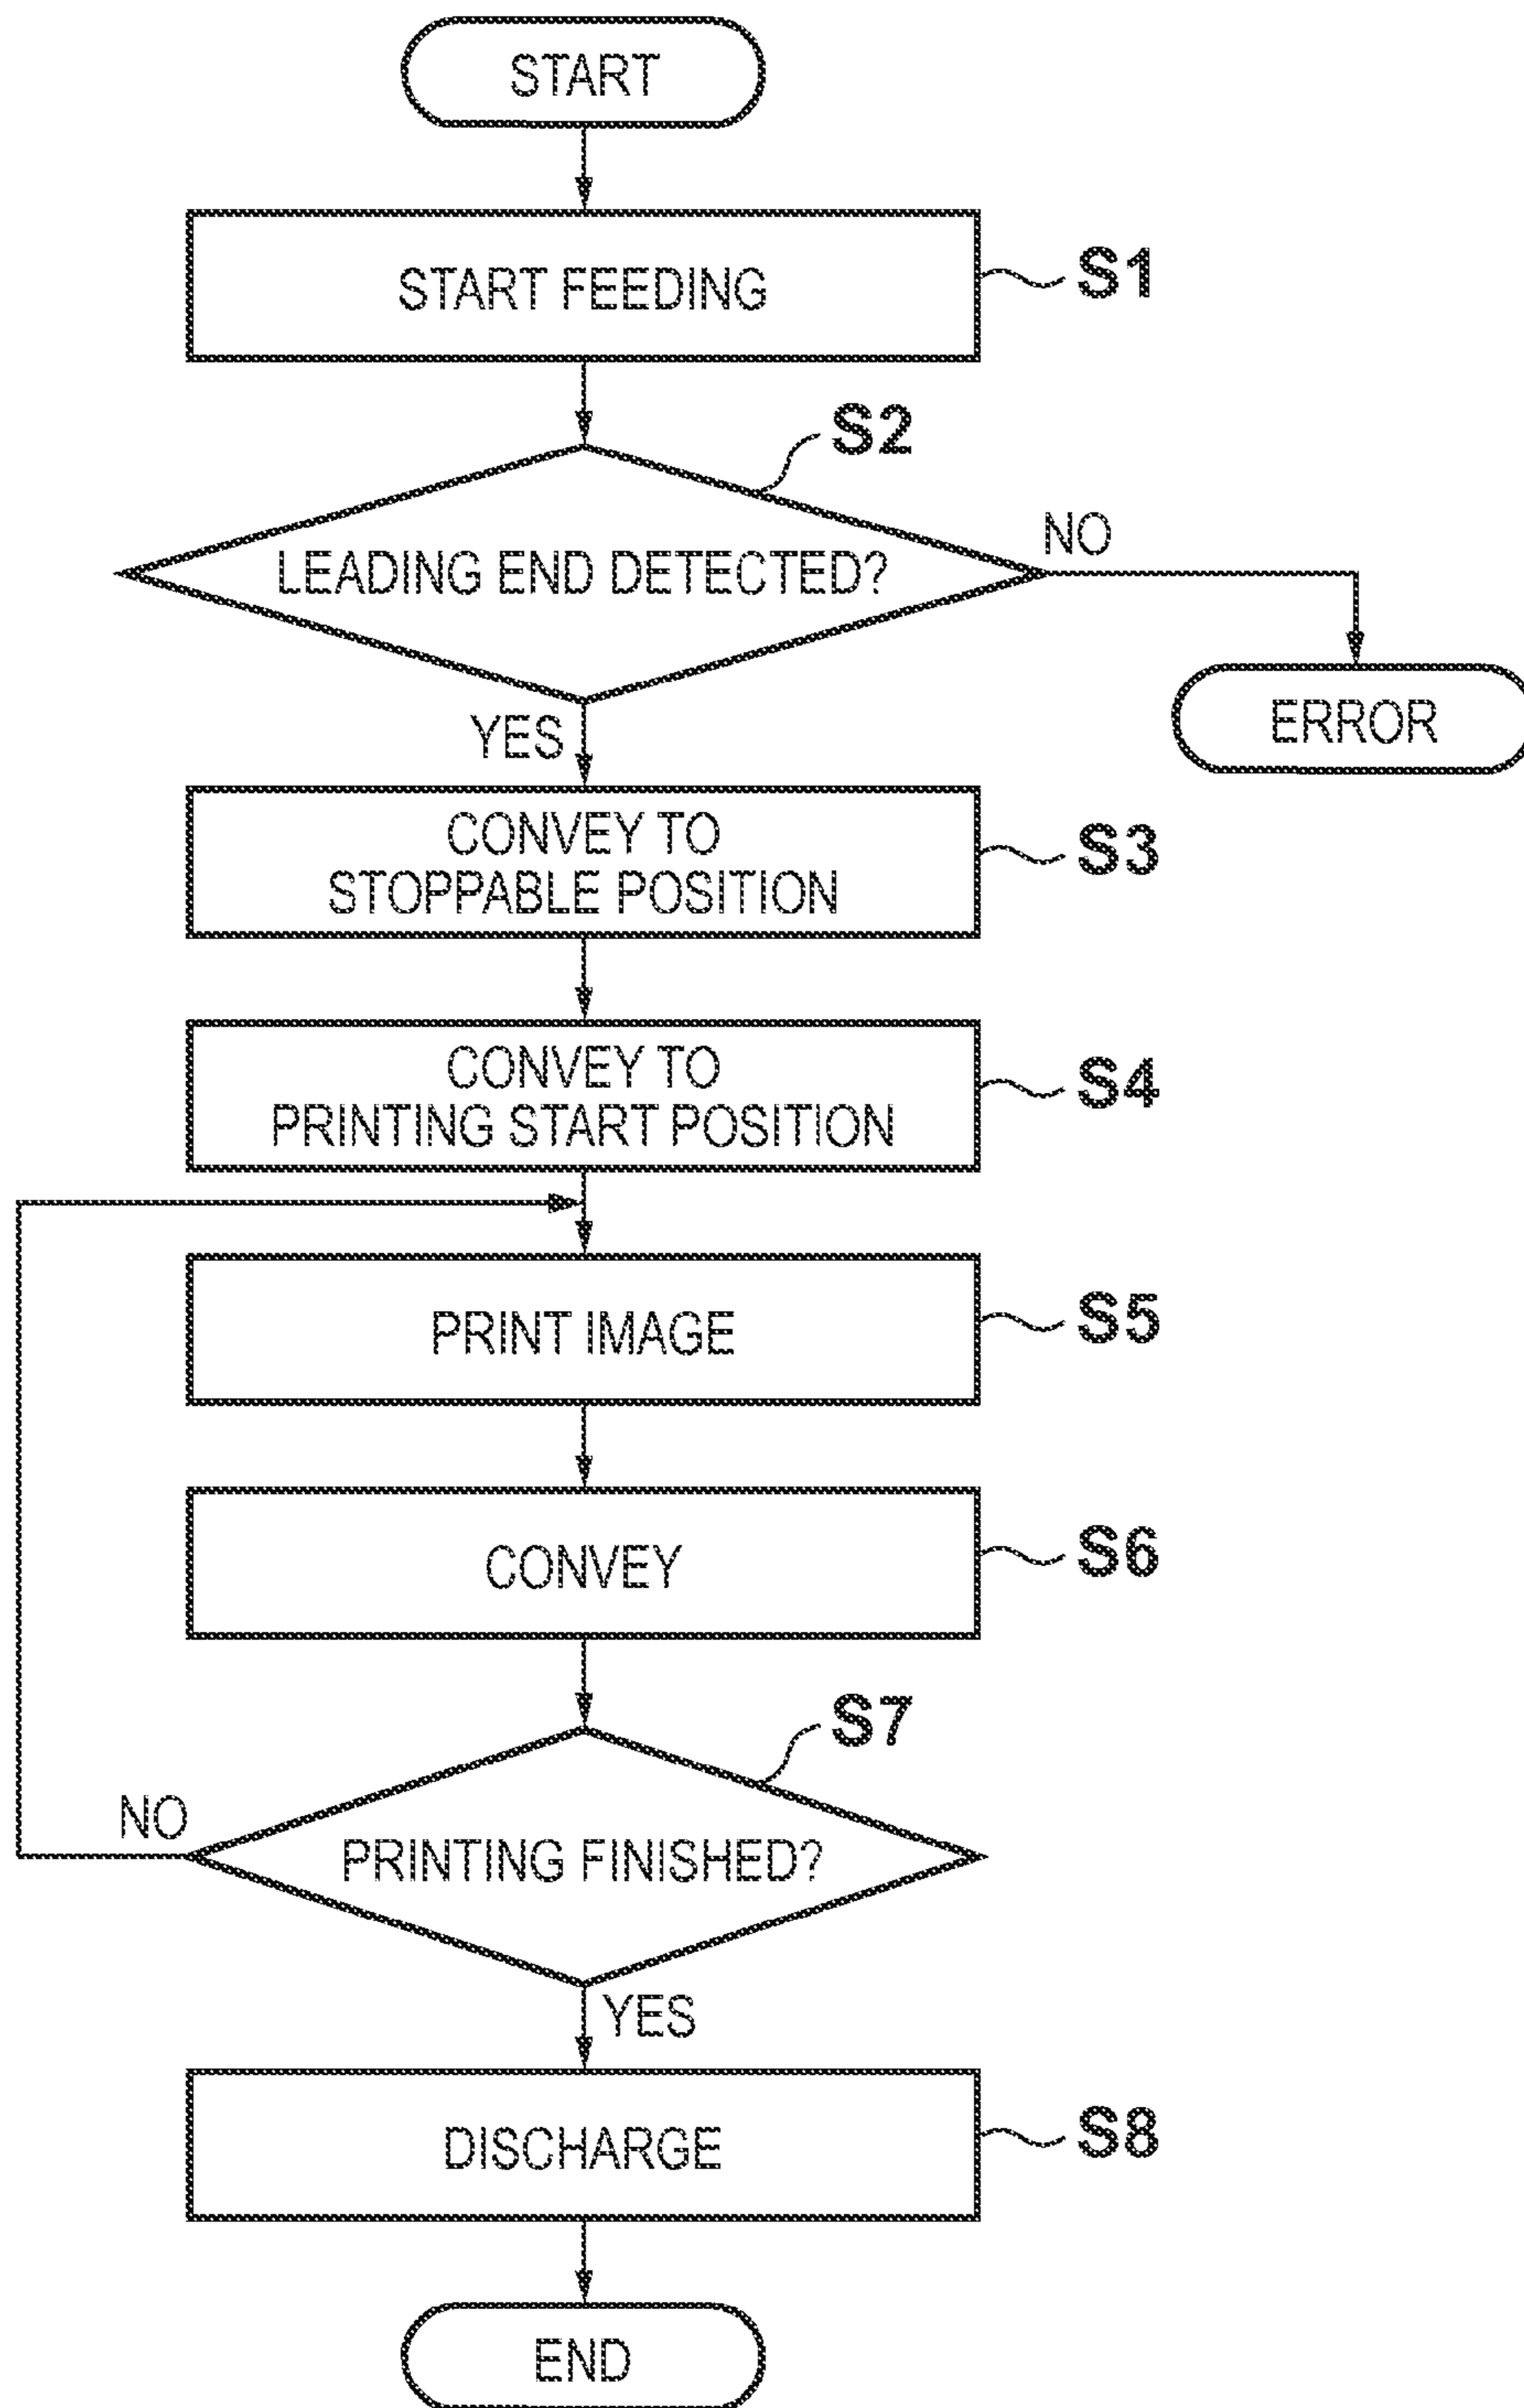 START
START FEEDING
S1
S2
LEADING END DETECTED?
NO
ERROR
YES
CONVEY TO
STOPPABLE POSITION
S3
CONVEY TO
PRINTING START POSITION
S4
PRINT IMAGE
S5
CONVEY
S6
S7
NO
PRINTING FINISHED?
YES
DISCHARGE
S8
END